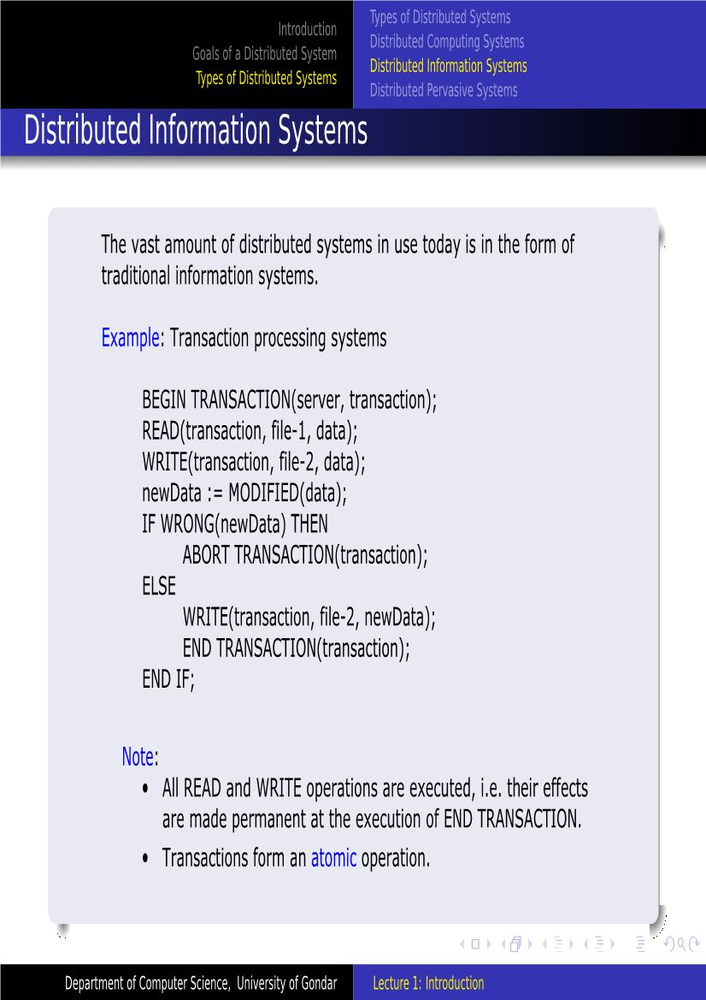 Introduction
Goals of a Distributed System
Types of Distributed Systems
Types of Distributed Systems
Distributed Computing Systems
Distributed Information Systems
Distributed Pervasive Systems
Distributed Information Systems
The vast amount of distributed systems in use today is in the form of
traditional information systems.
Example: Transaction processing systems
BEGIN TRANSACTION(server, transaction);
READ(transaction, file-1, data);
WRITE(transaction, file-2, data);
newData := MODIFIED(data);
IF WRONG(newData) THEN
ABORT TRANSACTION(transaction);
ELSE
WRITE(transaction, file-2, newData);
END TRANSACTION(transaction);
END IF;
Note:
• All READ and WRITE operations are executed, i.e. their effects
are made permanent at the execution of END TRANSACTION.
• Transactions form an atomic operation.
Department of Computer Science, University of Gondar
Lecture 1: Introduction